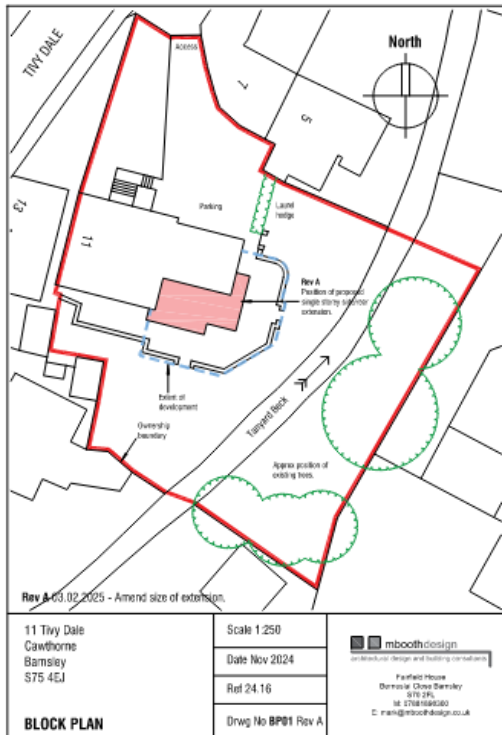 TIVY DALE
Access
North
7
5
13
11
Parking
Laurel
hedge
Rev A
Position of proposed
single storey
extension.
Extent of
development
Ownership
boundary
Tanyard Beck
Approx position of
existing trees.
Rev A 03.02.2025 - Amend size of extension.
11 Tivy Dale
Cawthorne
Barnsley
S75 4EJ
BLOCK PLAN
Scale 1:250
Date Nov 2024
Ref 24.16
Drwg No BP01 Rev A
mboothdesign
architectural design and building consultants
Fairfield House
Close Barnsley
S70 2FL
E: mark@mboothdesign.co.uk